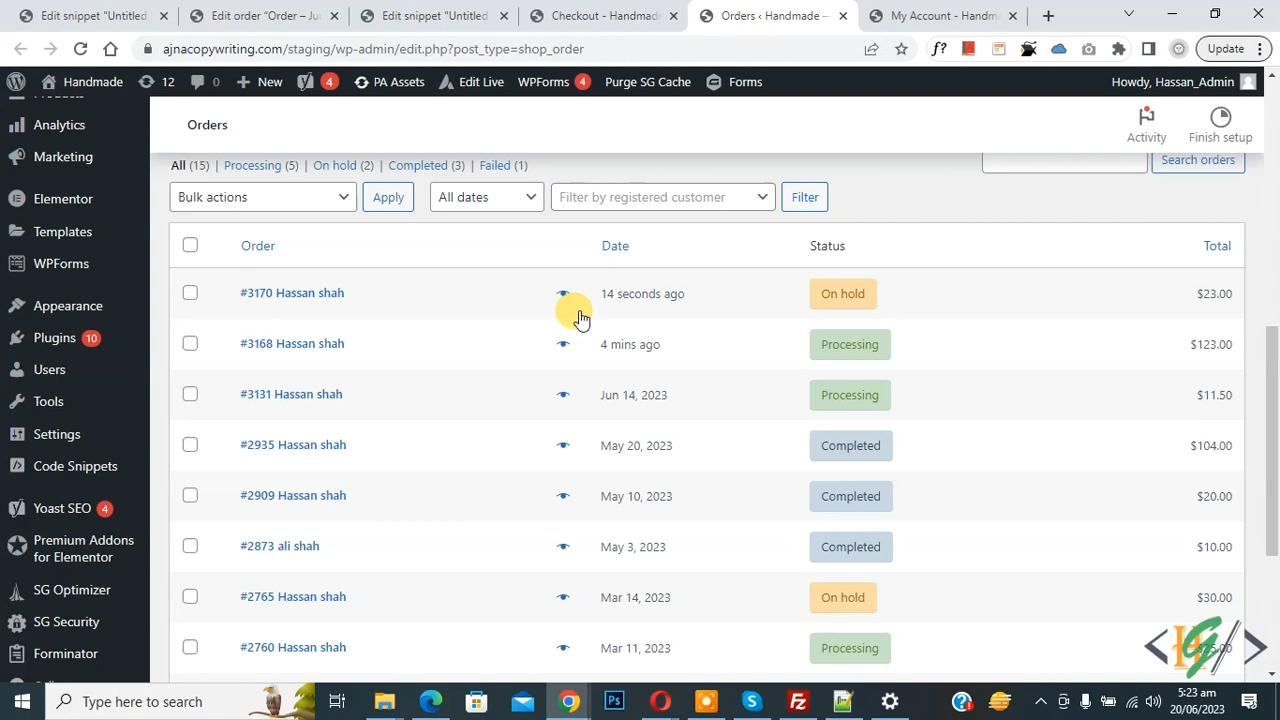 Edit snippet "Untitled
Edit order "Order – Ju
Edit snippet "Untitled
Checkout - Handmad
Orders ‹ Handmade —
My Account - Handma
ajnacopywriting.com/staging/wp-admin/edit.php?post_type=shop_order
f?
Update
Handmade
12
0
New
4
PA Assets
Edit Live
WPForms 4
Purge SG Cache
Forms
Howdy, Hassan_Admin
Products
Analytics
Marketing
Elementor
Templates
WPForms
Appearance
Plugins 10
Users
Tools
Settings
Code Snippets
Yoast SEO 4
Premium Addons
for Elementor
SG Optimizer
SG Security
Forminator
Orders
Activity
Finish setup
All (15) | Processing (5) | On hold (2) | Completed (3) | Failed (1)
Search orders
Bulk actions
Apply
All dates
Filter by registered customer
Filter
Order Date Status Total
#3170 Hassan shah 14 seconds ago On hold $23.00
#3168 Hassan shah 4 mins ago Processing $123.00
#3131 Hassan shah Jun 14, 2023 Processing $11.50
#2935 Hassan shah May 20, 2023 Completed $104.00
#2909 Hassan shah May 10, 2023 Completed $20.00
#2873 ali shah May 3, 2023 Completed $10.00
#2765 Hassan shah Mar 14, 2023 On hold $30.00
#2760 Hassan shah Mar 11, 2023 Processing
Type here to search
5:23 am
20/06/2023